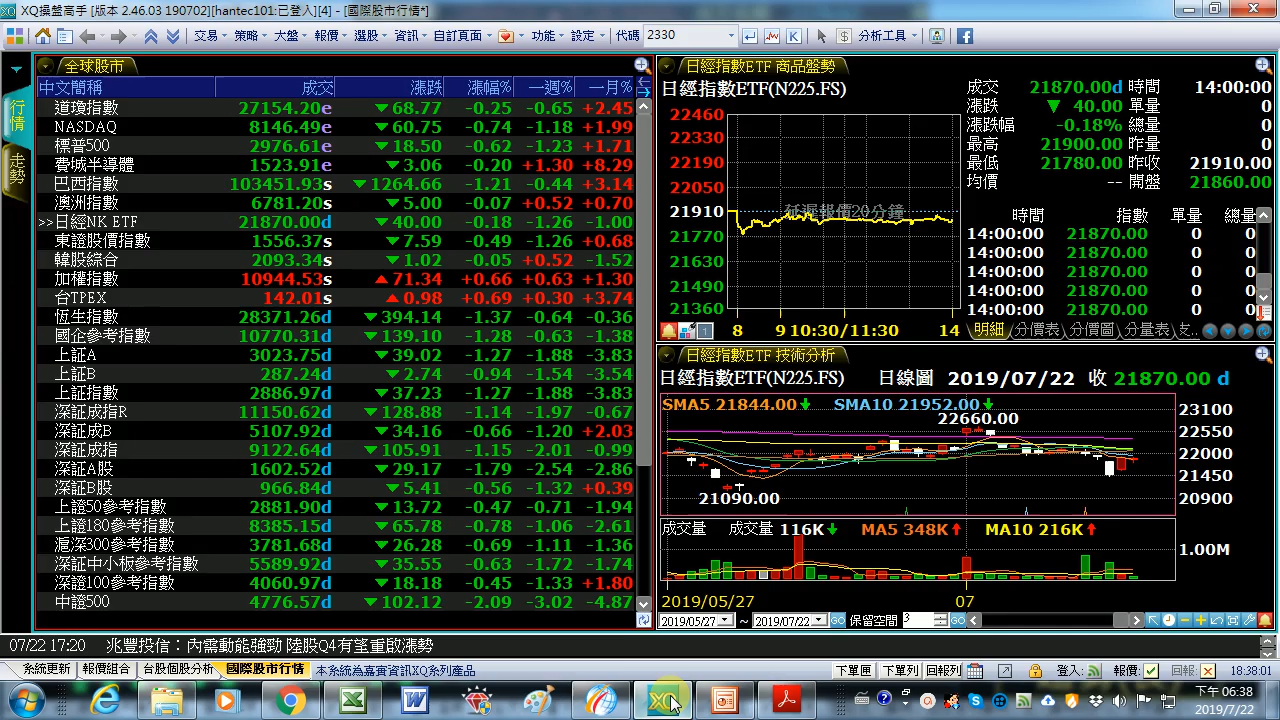 XQ操盤高手 [版本 2.46.03 190702][hantec101:已登入][4] - [國際股市行情*]
交易 策略 大盤 報價 選股 資訊 自訂頁面 功能 設定 代碼 2330 分析工具
行情
走勢
全球股市
中文簡稱 成交 漲跌 漲幅% 一週% 一月%
道瓊指數 27154.20e ▼68.77 -0.25 -0.65 +2.45
NASDAQ 8146.49e ▼60.75 -0.74 -1.18 +1.99
標普500 2976.61e ▼18.50 -0.62 -1.23 +1.71
費城半導體 1523.91e ▼3.06 -0.20 +1.30 +8.29
巴西指數 103451.93s ▼1264.66 -1.21 -0.44 +3.14
澳洲指數 6781.20s ▼5.00 -0.07 +0.52 +0.70
>>日經NK ETF 21870.00d ▼40.00 -0.18 -1.26 -1.00
東證股價指數 1556.37s ▼7.59 -0.49 -1.26 +0.68
韓股綜合 2093.34s ▼1.02 -0.05 +0.52 -1.52
加權指數 10944.53s ▲71.34 +0.66 +0.63 +1.30
台TPEX 142.01s ▲0.98 +0.69 +0.30 +3.74
恆生指數 28371.26d ▼394.14 -1.37 -0.64 -0.36
國企參考指數 10770.31d ▼139.10 -1.28 -0.63 -1.38
上証A 3023.75d ▼39.02 -1.27 -1.88 -3.83
上証B 287.24d ▼2.74 -0.94 -1.54 -3.54
上証指數 2886.97d ▼37.23 -1.27 -1.88 -3.83
深証成指R 11150.62d ▼128.88 -1.14 -1.97 -0.67
深証成B 5107.92d ▼34.16 -0.66 -1.20 +2.03
深証成指 9122.64d ▼105.91 -1.15 -2.01 -0.99
深証A股 1602.52d ▼29.17 -1.79 -2.54 -2.86
深証B股 966.84d ▼5.41 -0.56 -1.32 +0.39
上證50參考指數 2881.90d ▼13.72 -0.47 -0.71 -1.94
上證180參考指數 8385.15d ▼65.78 -0.78 -1.06 -2.61
滬深300參考指數 3781.68d ▼26.28 -0.69 -1.11 -1.36
深証中小板參考指數 5589.92d ▼35.55 -0.63 -1.72 -1.74
深證100參考指數 4060.97d ▼18.18 -0.45 -1.33 +1.80
中證500 4776.57d ▼102.12 -2.09 -3.02 -4.87
日經指數ETF 商品盤勢
日經指數ETF(N225.FS)
22460
22330
22190
22050
21910
21770
21630
21490
21360
延遲報價20分鐘
8 9 10:30/11:30 14
成交 21870.00d 時間 14:00:00
漲跌 ▼ 40.00 單量 0
漲跌幅 -0.18% 總量 0
最高 21900.00 昨量 0
最低 21780.00 昨收 21910.00
均價 -- 開盤 21860.00
時間 指數 單量 總量
14:00:00 21870.00 0 0
14:00:00 21870.00 0 0
14:00:00 21870.00 0 0
14:00:00 21870.00 0 0
14:00:00 21870.00 0 0
明細 分價表 分價圖 分量表
日經指數ETF 技術分析
日經指數ETF(N225.FS) 日線圖 2019/07/22 收 21870.00 d
SMA5 21844.00↓ SMA10 21952.00↓
22660.00
21090.00
23100
22550
22000
21450
20900
成交量 成交量 116K↓ MA5 348K↑ MA10 216K↑
1.00M
2019/05/27 07
2019/05/27 ~ 2019/07/22 GO 保留空間 3 GO
07/22 17:20 兆豐投信：內需動能強勁 陸股Q4有望重啟漲勢
系統更新 報價組合 台股個股分析 國際股市行情 本系統為嘉實資訊XQ系列產品 下單匣 下單列 回報列 登入: 報價: 回報: 18:38:01
下午 06:38
2019/7/22